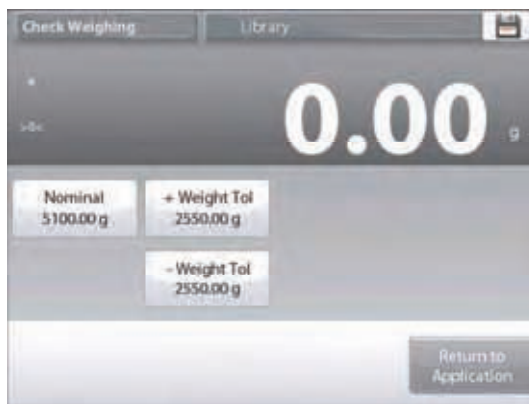 Check Weighing
Library
*
>0<
0.00 g
Nominal
5100.00 g
+ Weight Tol
2550.00 g
- Weight Tol
2550.00 g
Return to
Application